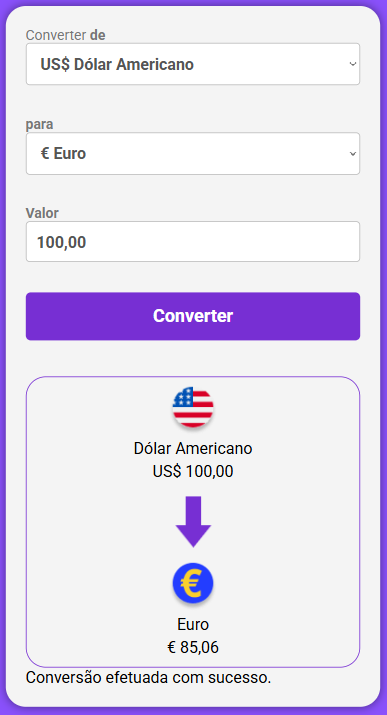 Converter de
US$ Dólar Americano
para
€ Euro
Valor
100,00
Converter
Dólar Americano
US$ 100,00
€
Euro
€ 85,06
Conversão efetuada com sucesso.